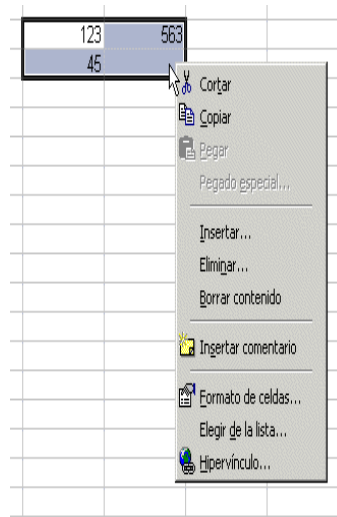 123 563
45
Cortar
Copiar
Pegar
Pegado especial...
Insertar...
Eliminar...
Borrar contenido
Insertar comentario
Formato de celdas...
Elegir de la lista...
Hipervínculo...